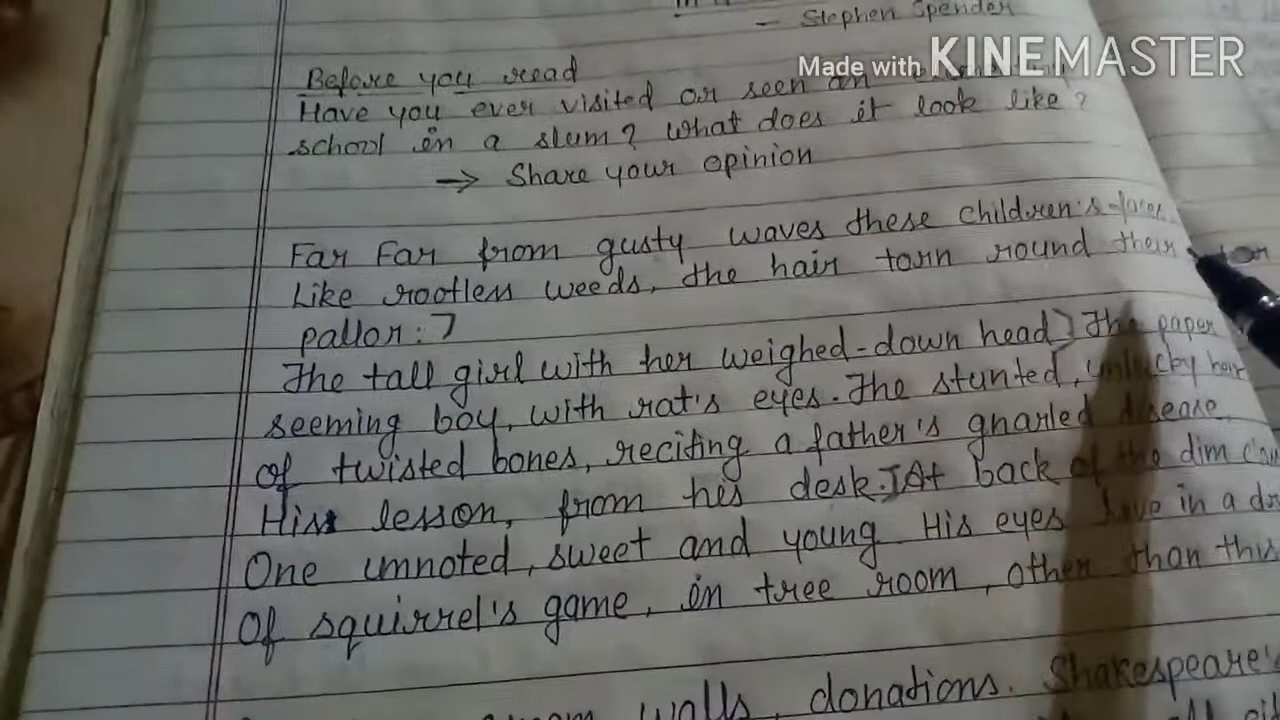 - Stephen Spender
Made with KINEMASTER
Before you read
Have you ever visited or seen an
school in a slum? What does it look like?
→ Share your opinion
Far Far from gusty waves these children's faces.
Like rootless weeds, the hair torn round their
pallor:]
The tall girl with her weighed-down head] The paper
seeming boy, with rat's eyes. The stunted, unlucky heir
of twisted bones, reciting a father's gnarled disease,
His lesson, from his desk.] At back of the dim
One unnoted, sweet and young His eyes live in a
Of squirrel's game, in tree room, other than this
walls, donations. Shakespeare's